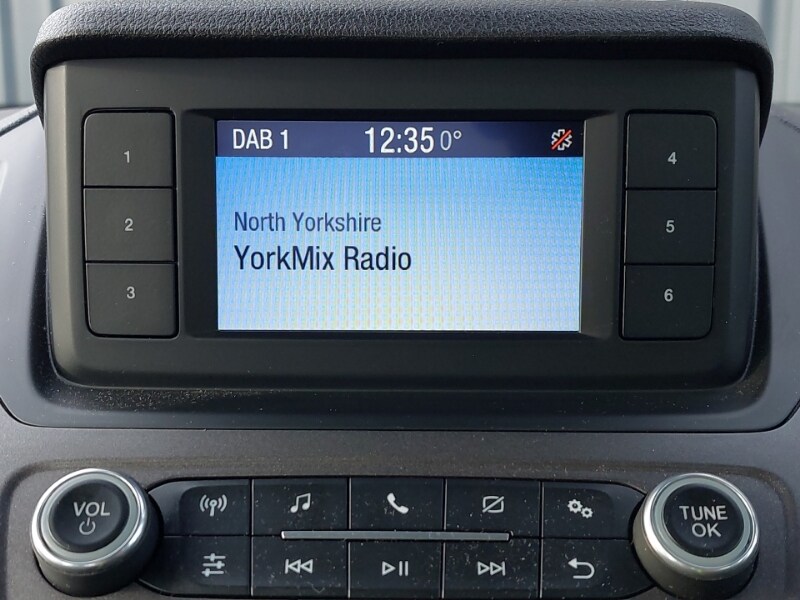 DAB 1 12:35 0°
North Yorkshire
YorkMix Radio
1
2
3
4
5
6
VOL
TUNE
OK